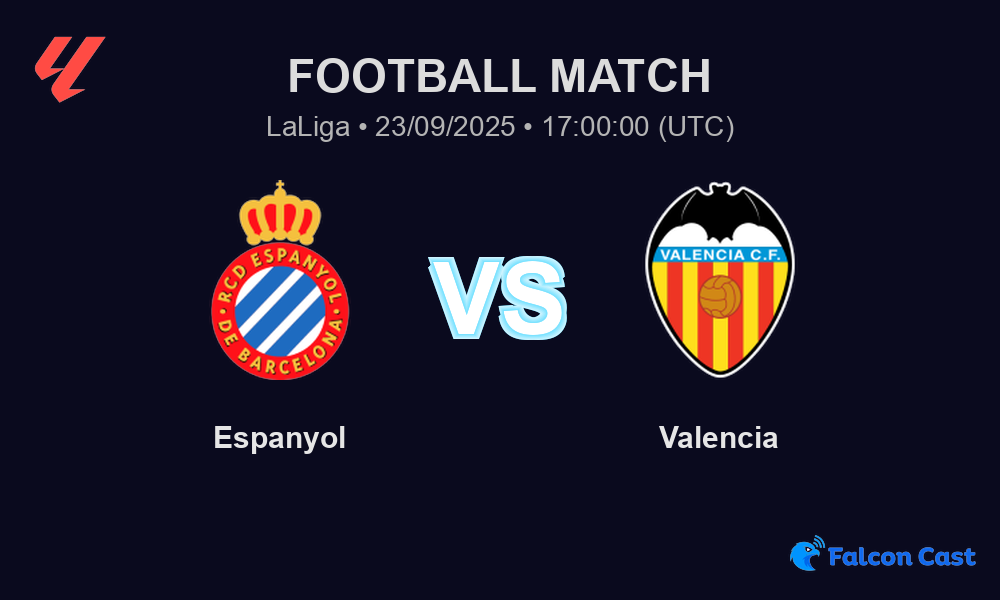 FOOTBALL MATCH
LaLiga • 23/09/2025 • 17:00:00 (UTC)
RCD ESPANYOL
DE BARCELONA
VS
VALENCIA C.F.
Espanyol
Valencia
Falcon Cast